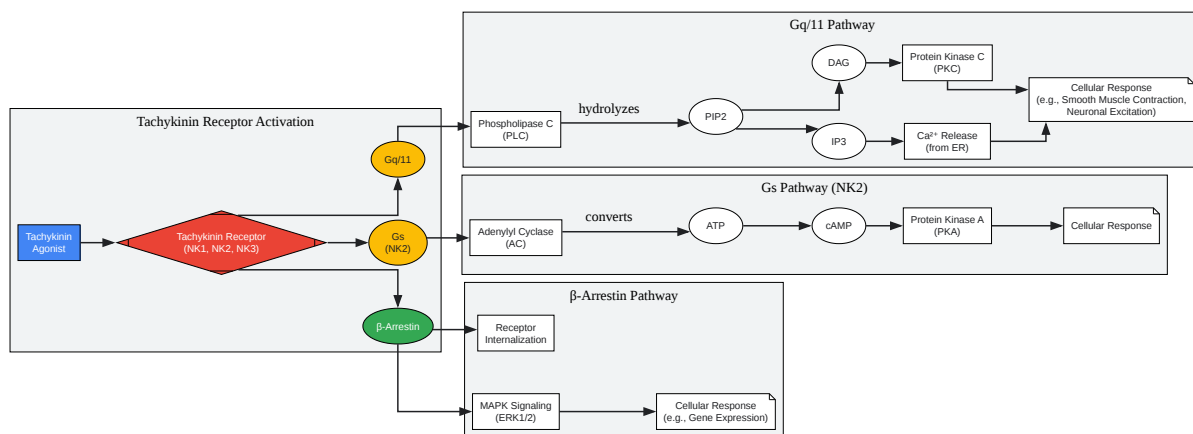 Gq/11 Pathway
DAG
Protein Kinase C
(PKC)
Cellular Response
(e.g., Smooth Muscle Contraction,
Neuronal Excitation)
hydrolyzes
Phospholipase C
(PLC)
PIP2
IP3
Ca²⁺ Release
(from ER)
Tachykinin Receptor Activation
Gq/11
Tachykinin
Agonist
Tachykinin Receptor
(NK1, NK2, NK3)
Gs
(NK2)
β-Arrestin
Gs Pathway (NK2)
Adenylyl Cyclase
(AC)
converts
ATP
cAMP
Protein Kinase A
(PKA)
Cellular Response
β-Arrestin Pathway
Receptor
Internalization
MAPK Signaling
(ERK1/2)
Cellular Response
(e.g., Gene Expression)